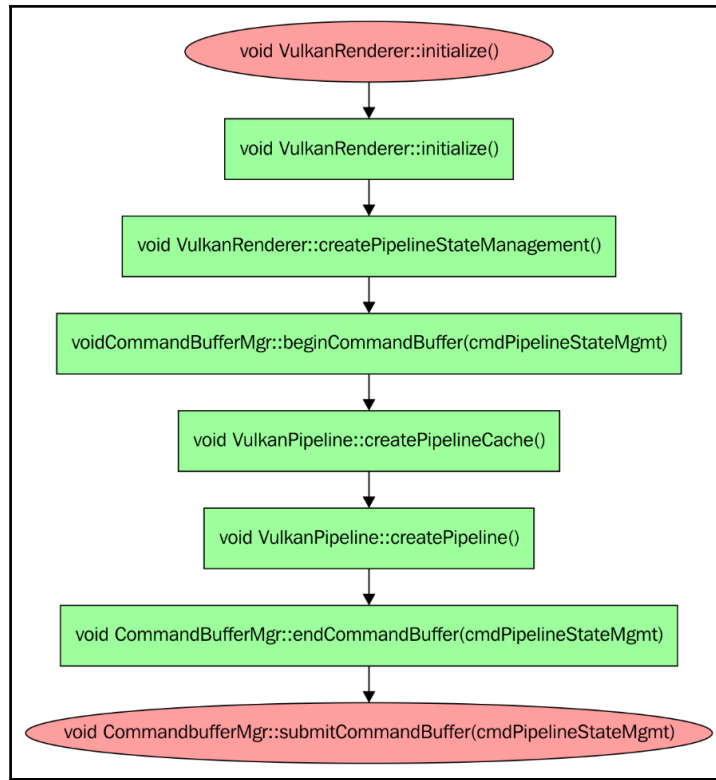 void VulkanRenderer::initialize()
void VulkanRenderer::initialize()
void VulkanRenderer::createPipelineStateManagement()
voidCommandBufferMgr::beginCommandBuffer(cmdPipelineStateMgmt)
void VulkanPipeline::createPipelineCache()
void VulkanPipeline::createPipeline()
void CommandBufferMgr::endCommandBuffer(cmdPipelineStateMgmt)
void CommandbufferMgr::submitCommandBuffer(cmdPipelineStateMgmt)